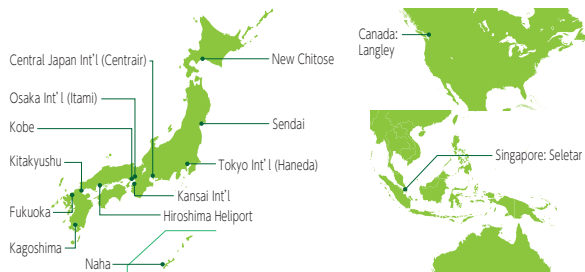 Central Japan Int'l (Centrair)
New Chitose
Osaka Int'l (Itami)
Kobe
Sendai
Kitakyushu
Tokyo Int'l (Haneda)
Kansai Int'l
Fukuoka
Hiroshima Heliport
Kagoshima
Naha
Canada:
Langley
Singapore: Seletar